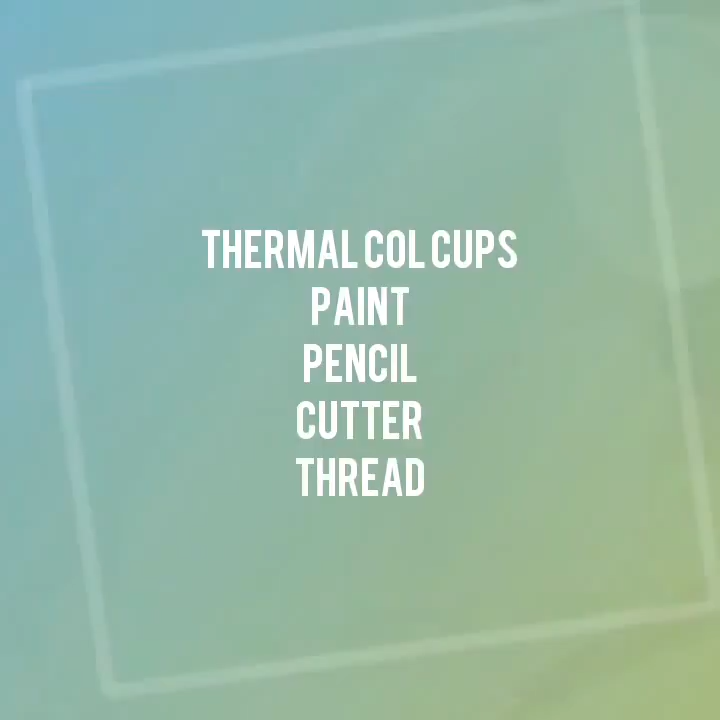 THERMAL COL CUPS
PAINT
PENCIL
CUTTER
THREAD